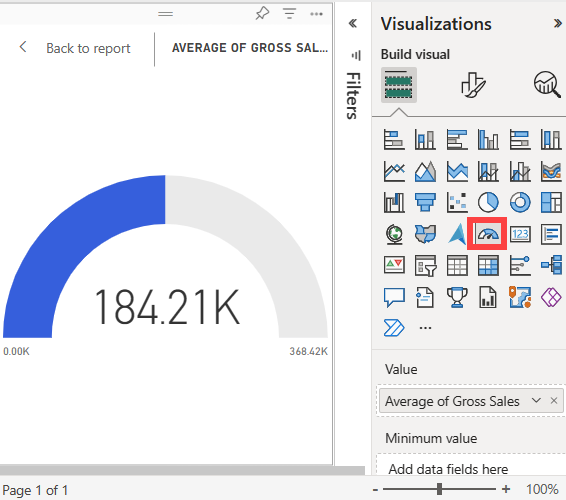 Back to report
AVERAGE OF GROSS SAL...
184.21K
0.00K
368.42K
Filters
Visualizations
Build visual
123
Value
Average of Gross Sales
Minimum value
Add data fields here
Page 1 of 1
- + 100%